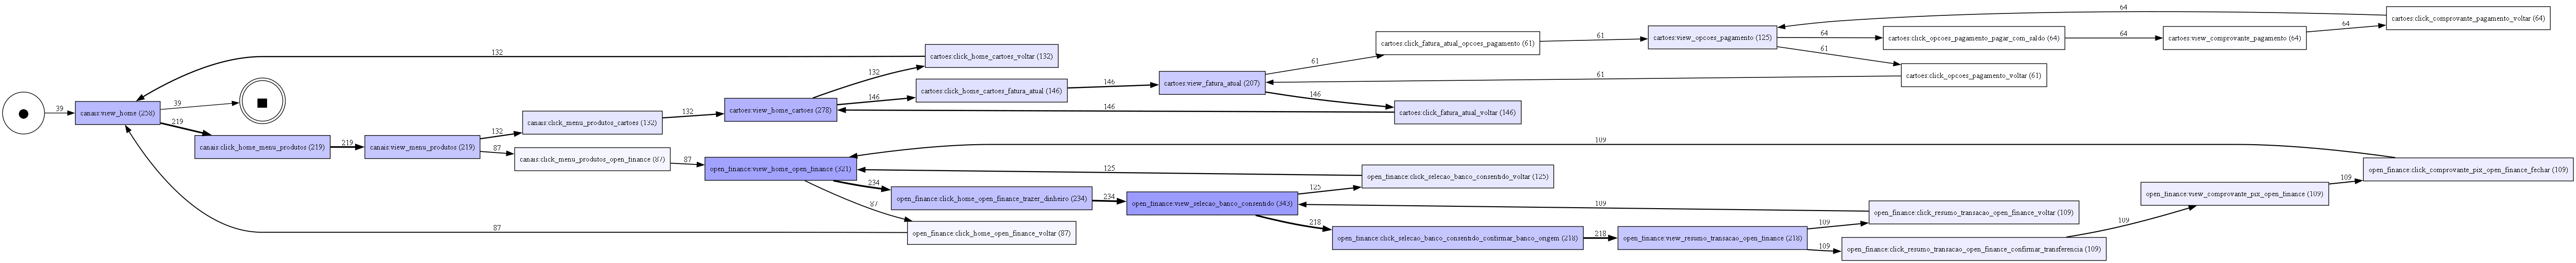 39
canais:view_home (258)
39
219
canais:click_home_menu_produtos (219)
219
canais:view_menu_produtos (219)
132
87
canais:click_menu_produtos_cartoes (132)
canais:click_menu_produtos_open_finance (87)
132
87
132
cartoes:view_home_cartoes (278)
132
146
cartoes:click_home_cartoes_voltar (132)
cartoes:click_home_cartoes_fatura_atual (146)
146
146
cartoes:view_fatura_atual (207)
61
146
cartoes:click_fatura_atual_opcoes_pagamento (61)
cartoes:click_fatura_atual_voltar (146)
61
61
cartoes:view_opcoes_pagamento (125)
64
61
cartoes:click_opcoes_pagamento_pagar_com_saldo (64)
cartoes:click_opcoes_pagamento_voltar (61)
64
64
cartoes:view_comprovante_pagamento (64)
64
cartoes:click_comprovante_pagamento_voltar (64)
open_finance:view_home_open_finance (321)
234
87
87
open_finance:click_home_open_finance_trazer_dinheiro (234)
open_finance:click_home_open_finance_voltar (87)
234
125
109
open_finance:view_selecao_banco_consentido (343)
125
218
109
open_finance:click_selecao_banco_consentido_voltar (125)
open_finance:click_selecao_banco_consentido_confirmar_banco_origem (218)
218
open_finance:view_resumo_transacao_open_finance (218)
109
109
open_finance:click_resumo_transacao_open_finance_voltar (109)
open_finance:click_resumo_transacao_open_finance_confirmar_transferencia (109)
109
open_finance:view_comprovante_pix_open_finance (109)
109
open_finance:click_comprovante_pix_open_finance_fechar (109)